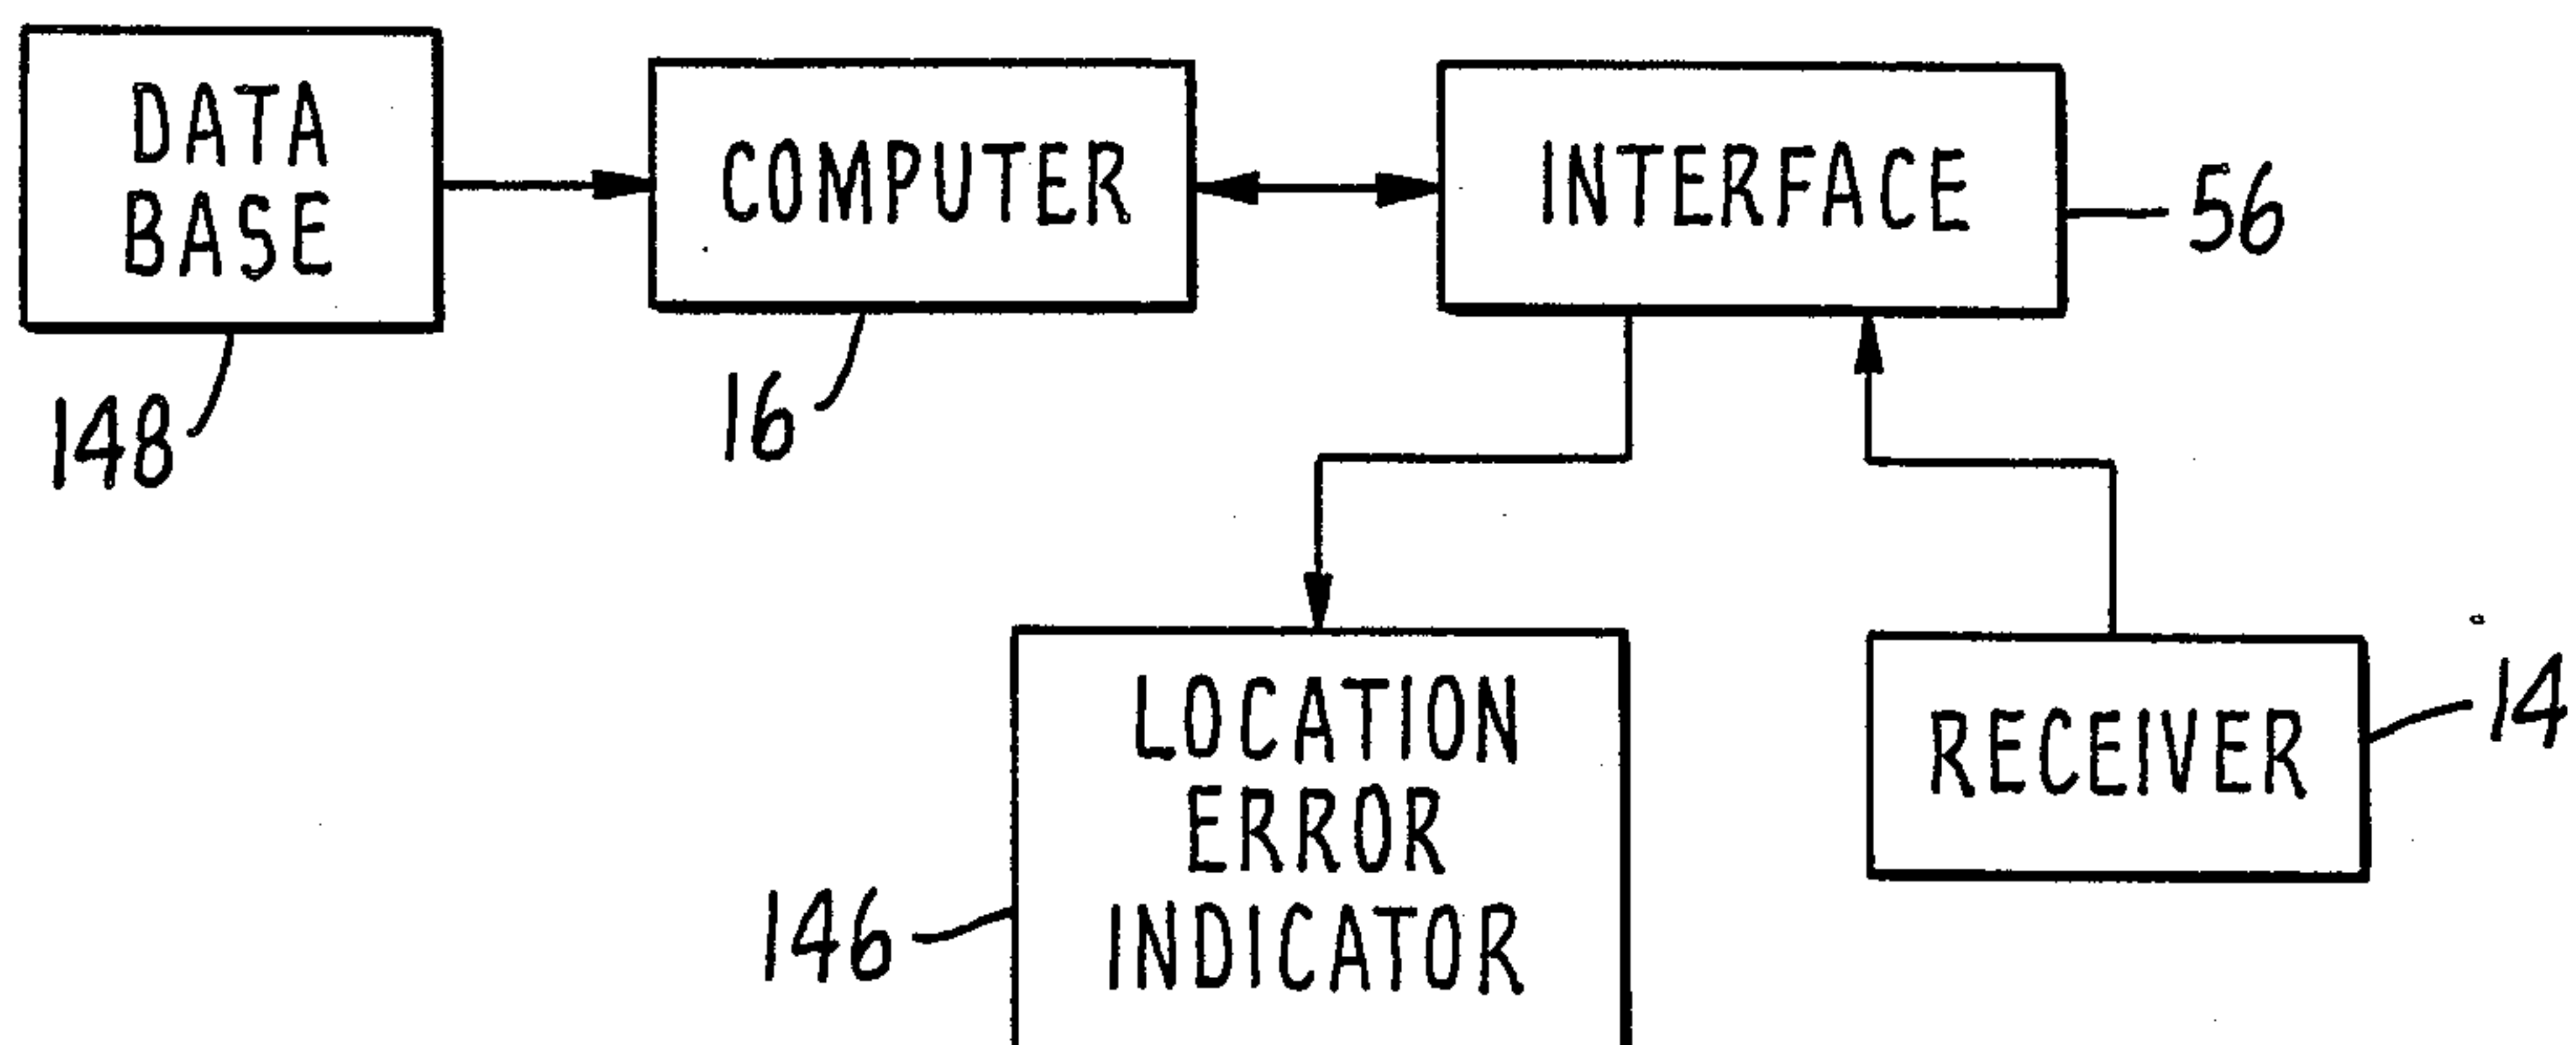 DATA
BASE
COMPUTER
INTERFACE
56
148
16
LOCATION
ERROR
INDICATOR
146
RECEIVER
14